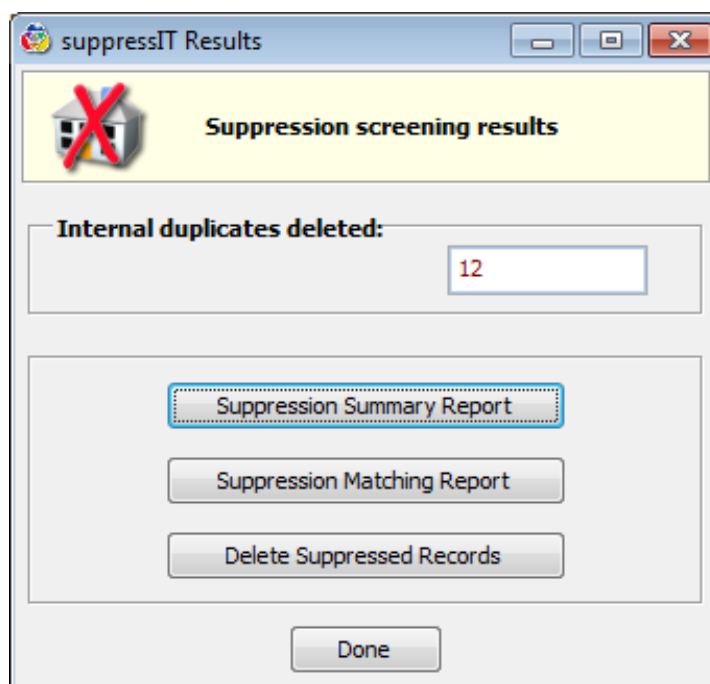 suppressIT Results
Suppression screening results
Internal duplicates deleted:
12
Suppression Summary Report
Suppression Matching Report
Delete Suppressed Records
Done